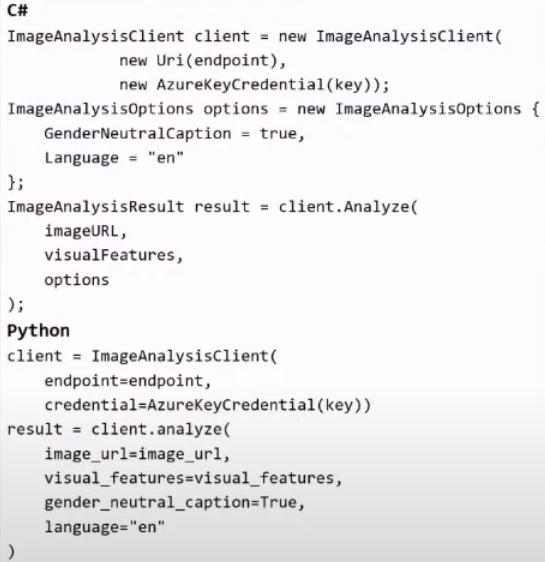 C#
ImageAnalysisClient client = new ImageAnalysisClient(
            new Uri(endpoint),
            new AzureKeyCredential(key));
ImageAnalysisOptions options = new ImageAnalysisOptions {
    GenderNeutralCaption = true,
    Language = "en"
};
ImageAnalysisResult result = client.Analyze(
    imageURL,
    visualFeatures,
    options
);
Python
client = ImageAnalysisClient(
    endpoint=endpoint,
    credential=AzureKeyCredential(key))
result = client.analyze(
    image_url=image_url,
    visual_features=visual_features,
    gender_neutral_caption=True,
    language="en"
)